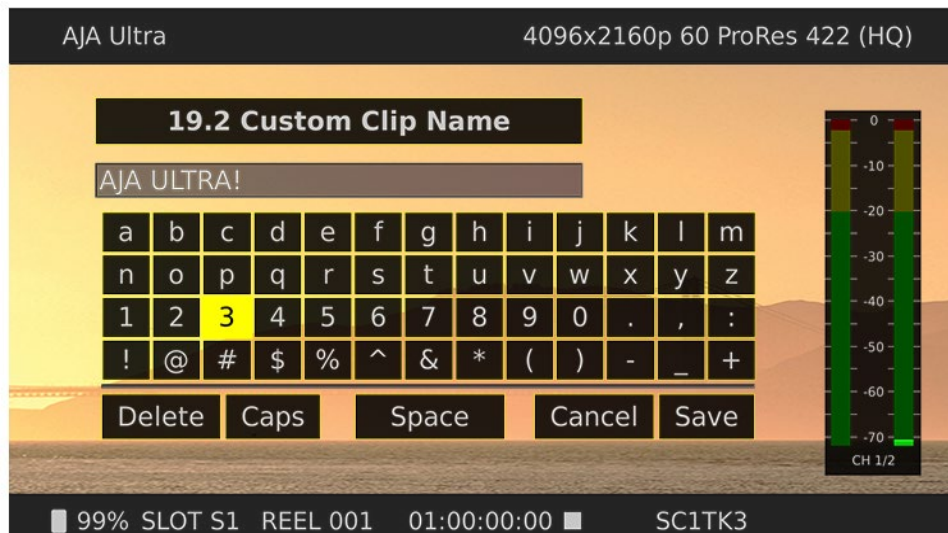 AJA Ultra 4096x2160p 60 ProRes 422 (HQ)
19.2 Custom Clip Name
AJA ULTRA!
a b c d e f g h i j k l m
n o p q r s t u v w x y z
1 2 3 4 5 6 7 8 9 0 . , :
! @ # $ % ^ & * ( ) - _ +
Delete Caps Space Cancel Save
0
-10
-20
-30
-40
-50
-60
-70
CH 1/2
99% SLOT S1 REEL 001 01:00:00:00 SC1TK3